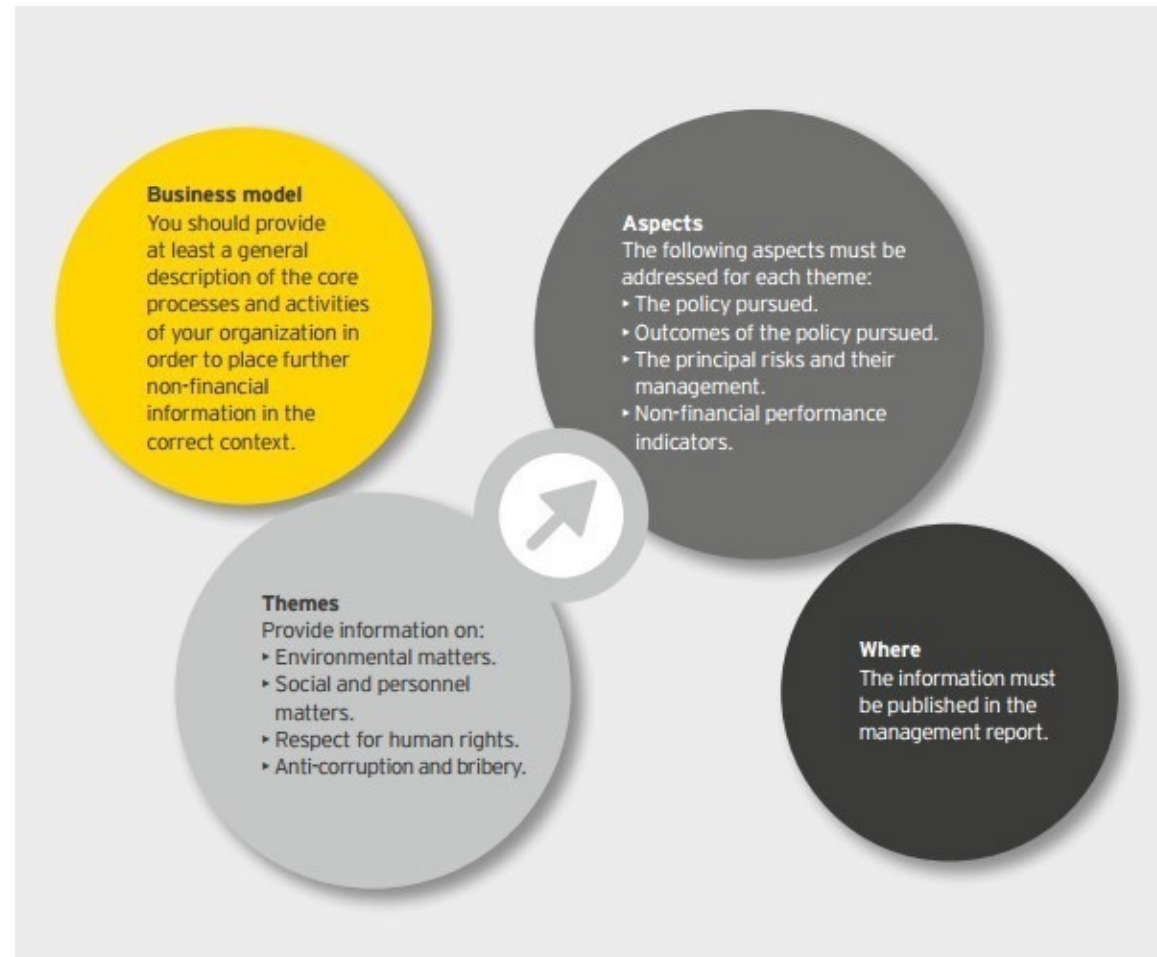 Business model
You should provide
at least a general
description of the core
processes and activities
of your organization in
order to place further
non-financial
information in the
correct context.
Aspects
The following aspects must be
addressed for each theme:
‣ The policy pursued.
‣ Outcomes of the policy pursued.
‣ The principal risks and their
management.
‣ Non-financial performance
indicators.
Themes
Provide information on:
‣ Environmental matters.
‣ Social and personnel
matters.
‣ Respect for human rights.
‣ Anti-corruption and bribery.
Where
The information must
be published in the
management report.